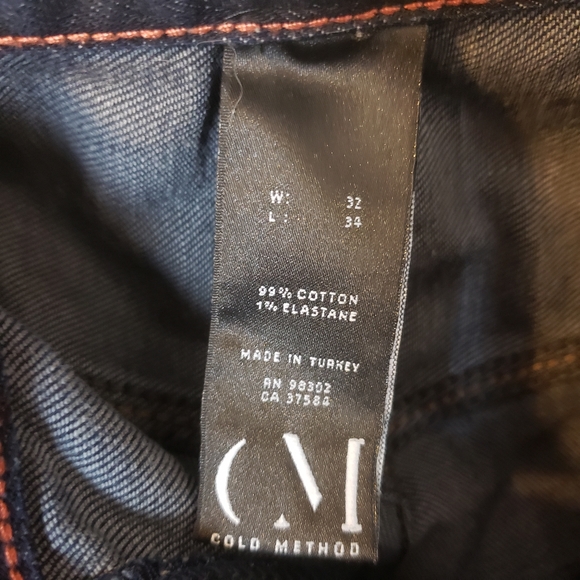 W: 32
L: 34
99% COTTON
1% ELASTANE
MADE IN TURKEY
RN 98302
CA 37584
CM
COLD METHOD